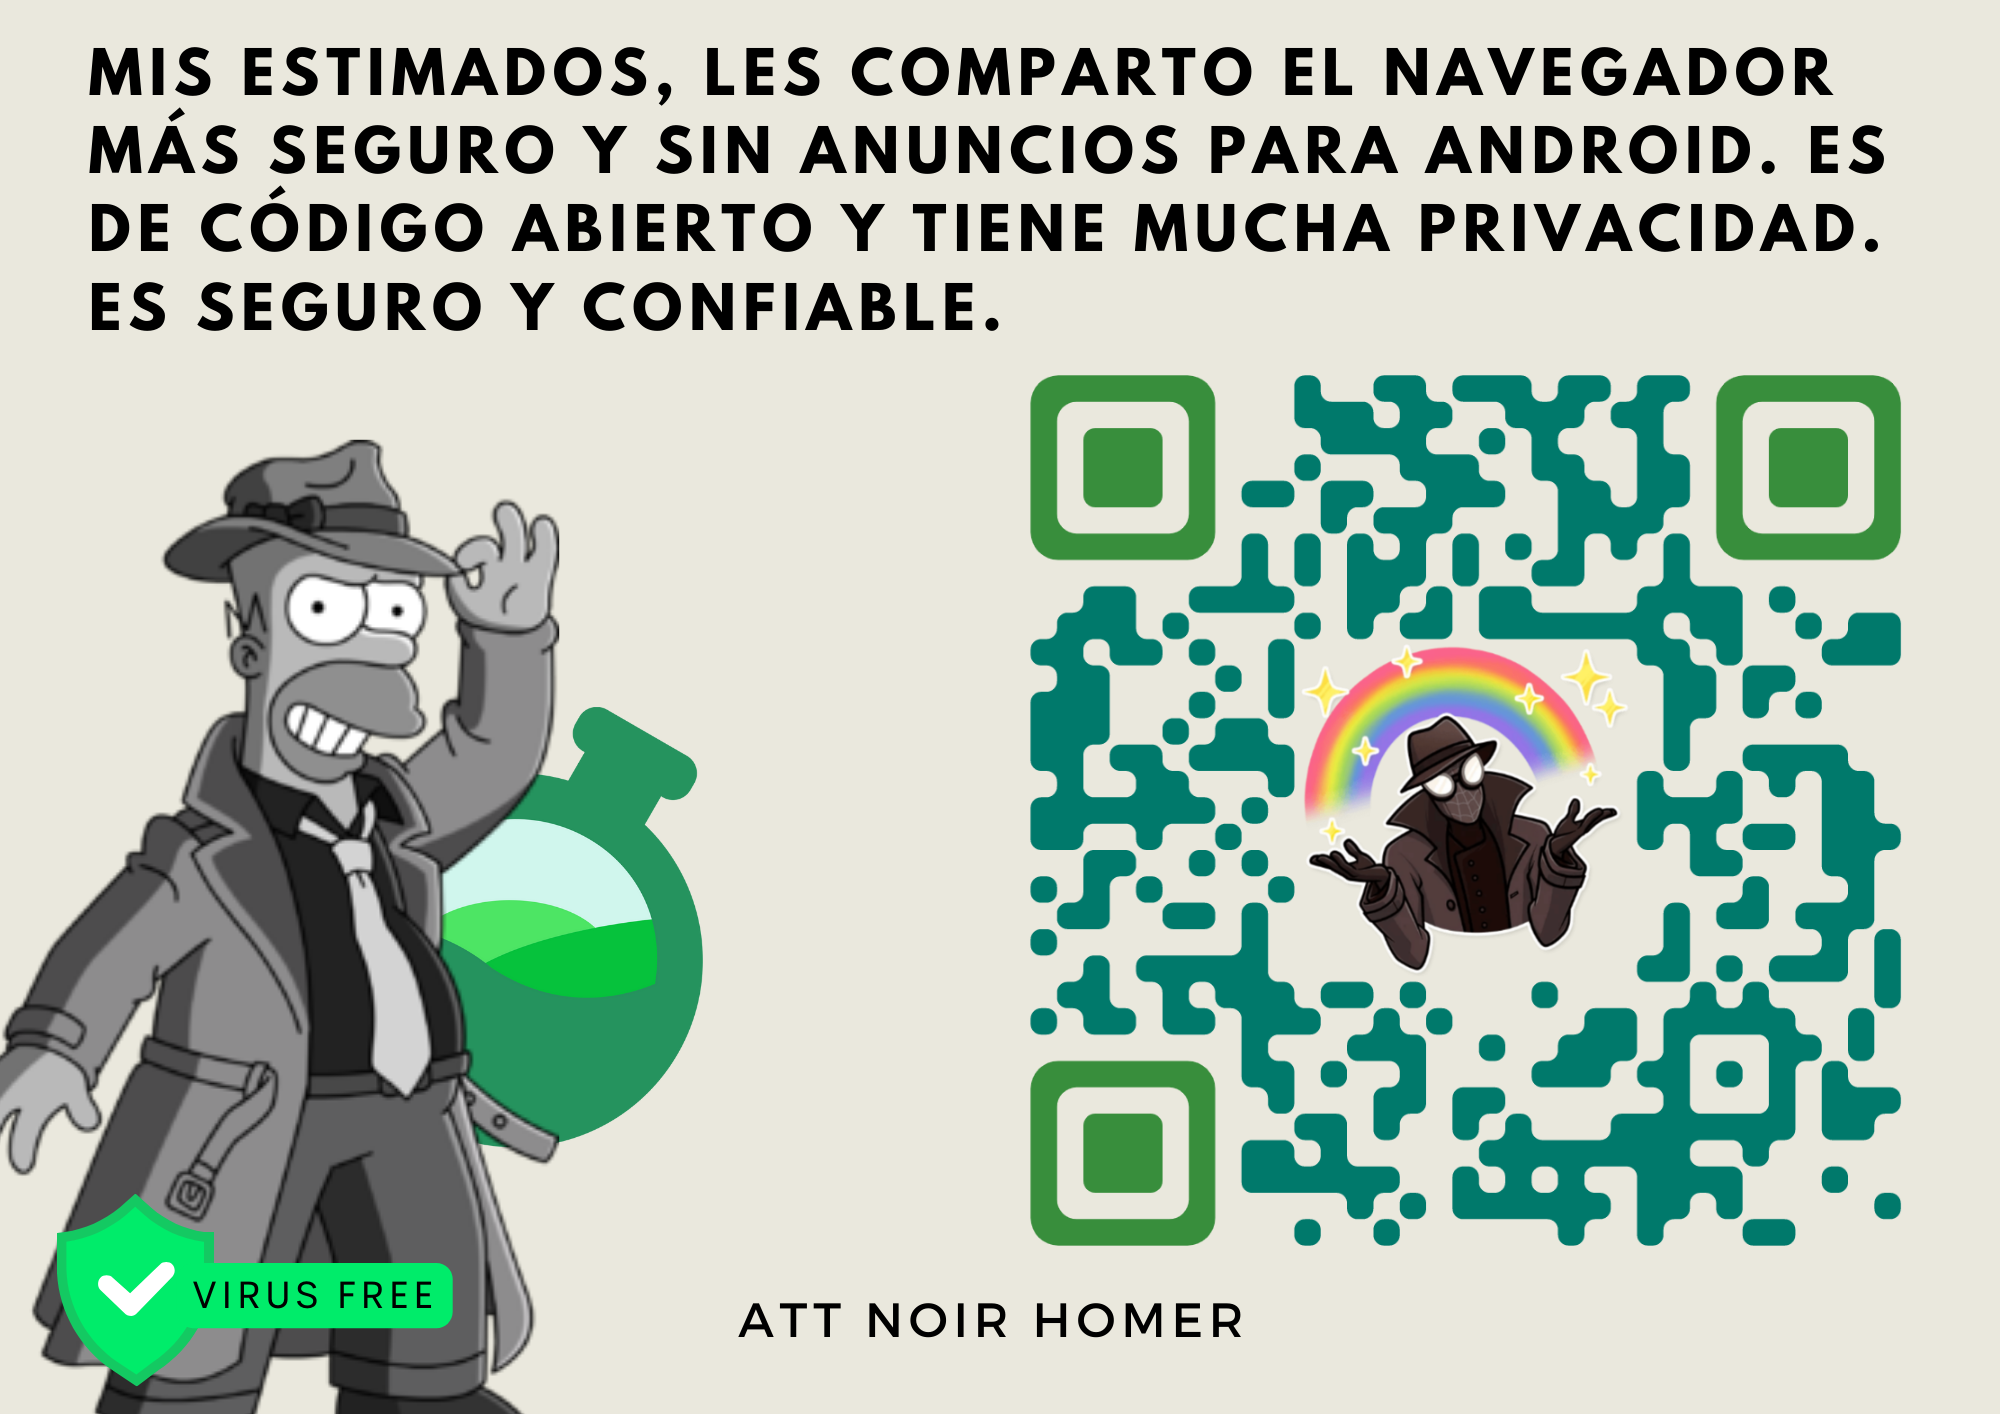 MIS ESTIMADOS, LES COMPARTO EL NAVEGADOR
MÁS SEGURO Y SIN ANUNCIOS PARA ANDROID. ES
DE CÓDIGO ABIERTO Y TIENE MUCHA PRIVACIDAD.
ES SEGURO Y CONFIABLE.
VIRUS FREE
ATT NOIR HOMER